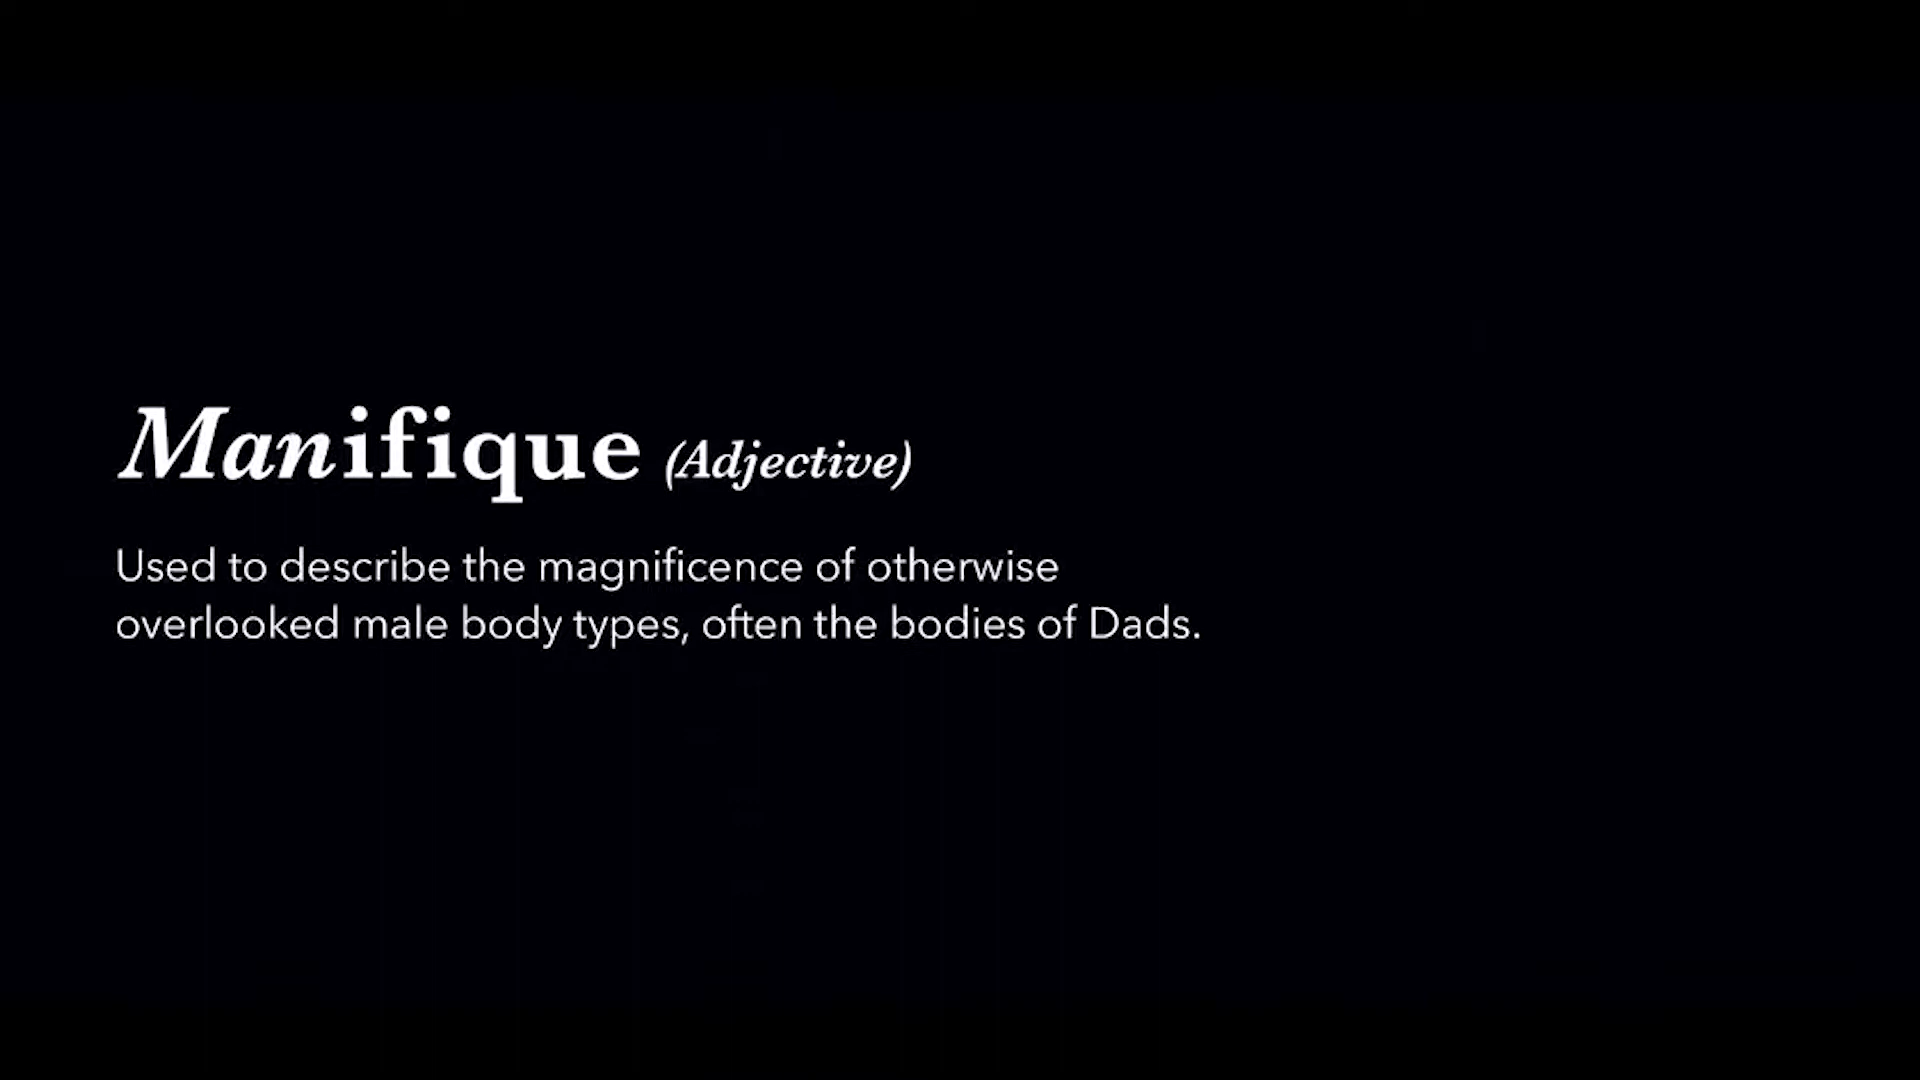 Manifique (Adjective)
Used to describe the magnificence of otherwise
overlooked male body types, often the bodies of Dads.